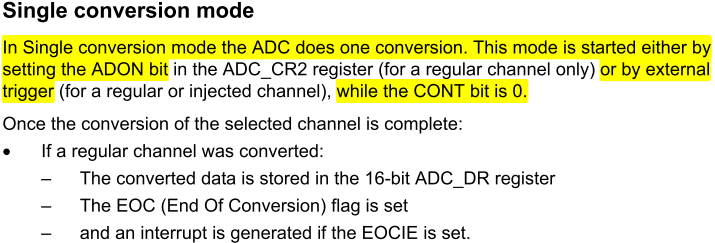 Single conversion mode
In Single conversion mode the ADC does one conversion. This mode is started either by
setting the ADON bit in the ADC_CR2 register (for a regular channel only) or by external
trigger (for a regular or injected channel), while the CONT bit is 0.
Once the conversion of the selected channel is complete:
• If a regular channel was converted:
– The converted data is stored in the 16-bit ADC_DR register
– The EOC (End Of Conversion) flag is set
– and an interrupt is generated if the EOCIE is set.